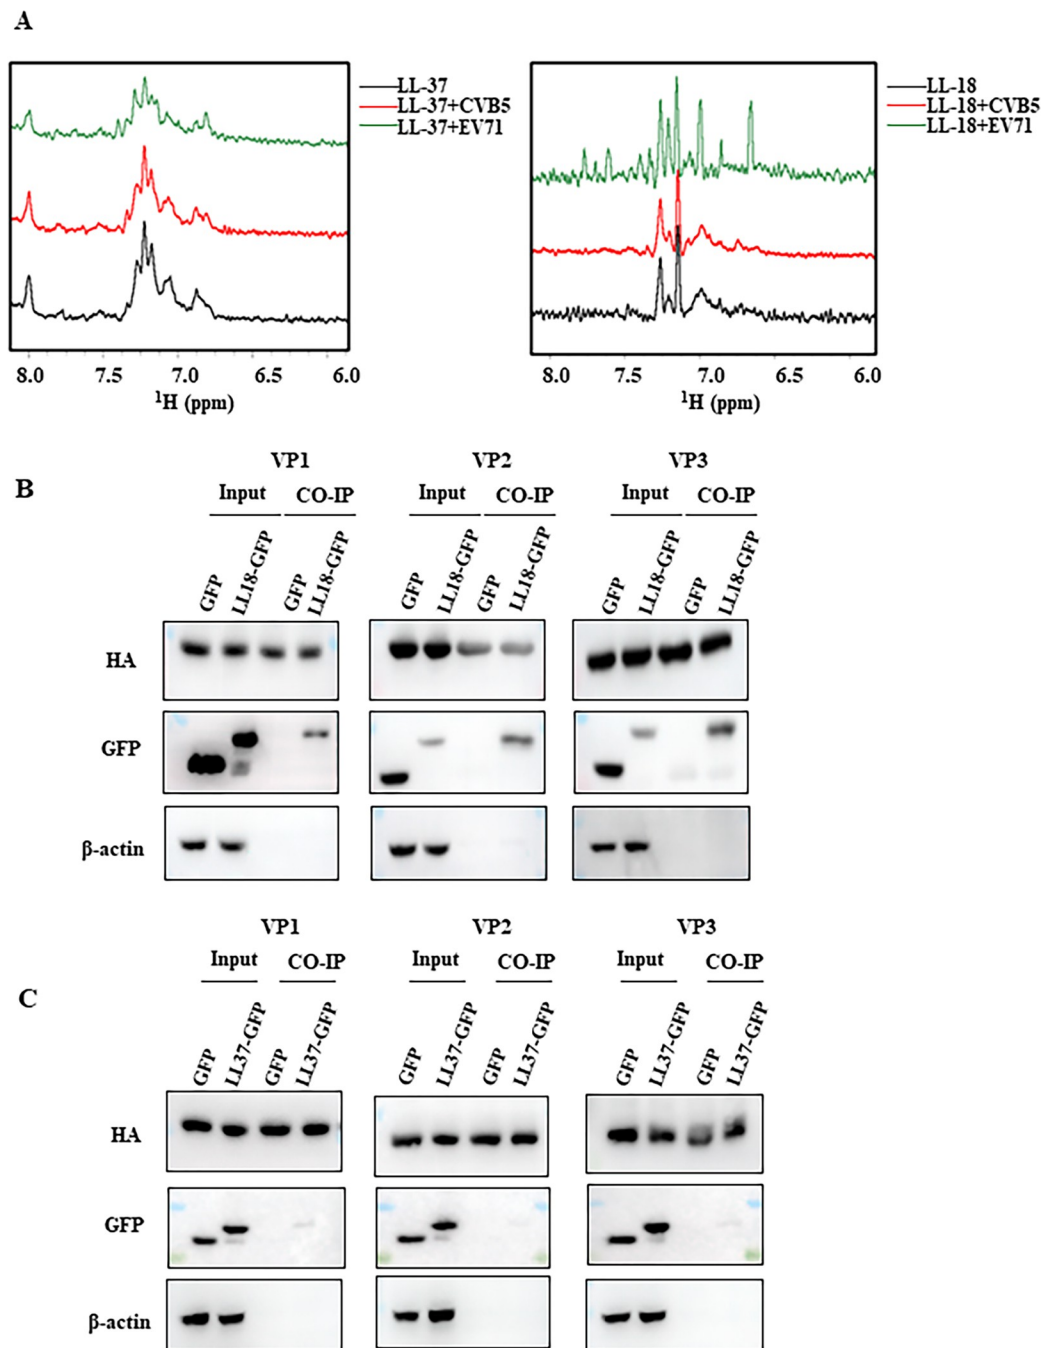 A
LL-37
LL-37+CVB5
LL-37+EV71
8.0 7.5 7.0 6.5 6.0
¹H (ppm)
LL-18
LL-18+CVB5
LL-18+EV71
8.0 7.5 7.0 6.5 6.0
¹H (ppm)
B
VP1 VP2 VP3
Input CO-IP Input CO-IP Input CO-IP
GFP LL18-GFP GFP LL18-GFP GFP LL18-GFP GFP LL18-GFP GFP LL18-GFP GFP LL18-GFP
HA
GFP
β-actin
C
VP1 VP2 VP3
Input CO-IP Input CO-IP Input CO-IP
GFP LL37-GFP GFP LL37-GFP GFP LL37-GFP GFP LL37-GFP GFP LL37-GFP GFP LL37-GFP
HA
GFP
β-actin